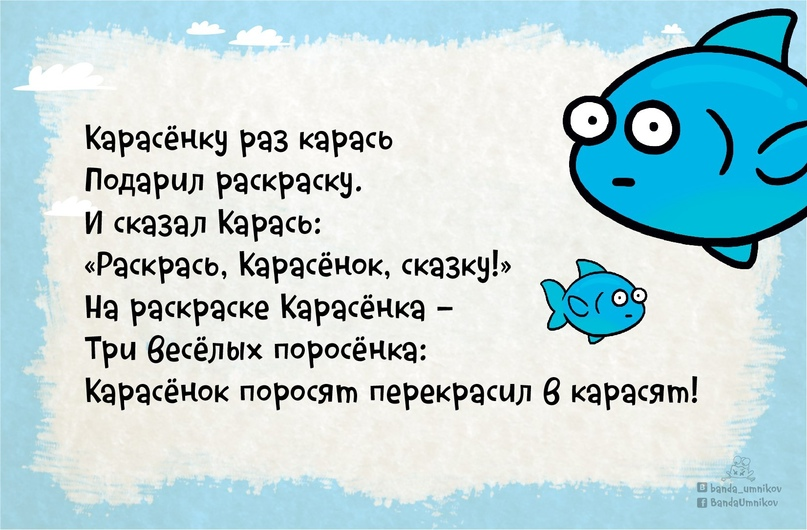 Карасёнку раз карась
Подарил раскраску.
И сказал Карась:
«Раскрась, Карасёнок, сказку!»
На раскраске Карасёнка –
Три весёлых поросёнка:
Карасёнок поросят перекрасил в карасят!
banda_umnikov
BandaUmnikov